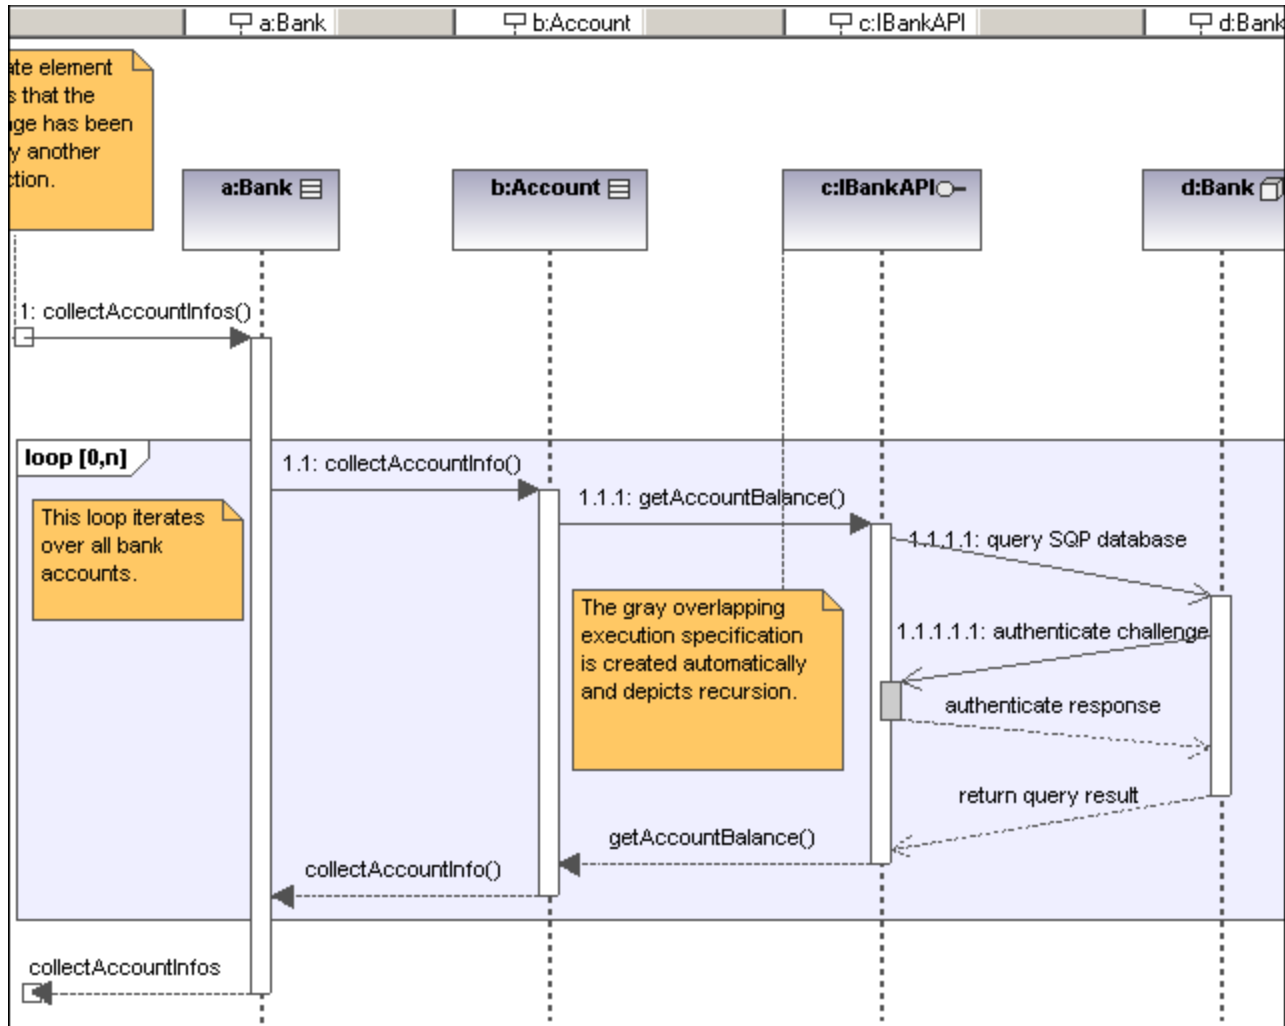 a:Bank b:Account c:IBankAPI d:Bank
ate element
s that the
age has been
y another
ction.
a:Bank b:Account c:IBankAPI d:Bank
1: collectAccountInfos()
loop [0,n]
1.1: collectAccountInfo()
1.1.1: getAccountBalance()
This loop iterates
over all bank
accounts.
1.1.1.1: query SQP database
The gray overlapping
execution specification
is created automatically
and depicts recursion.
1.1.1.1.1: authenticate challenge
authenticate response
return query result
getAccountBalance()
collectAccountInfo()
collectAccountInfos